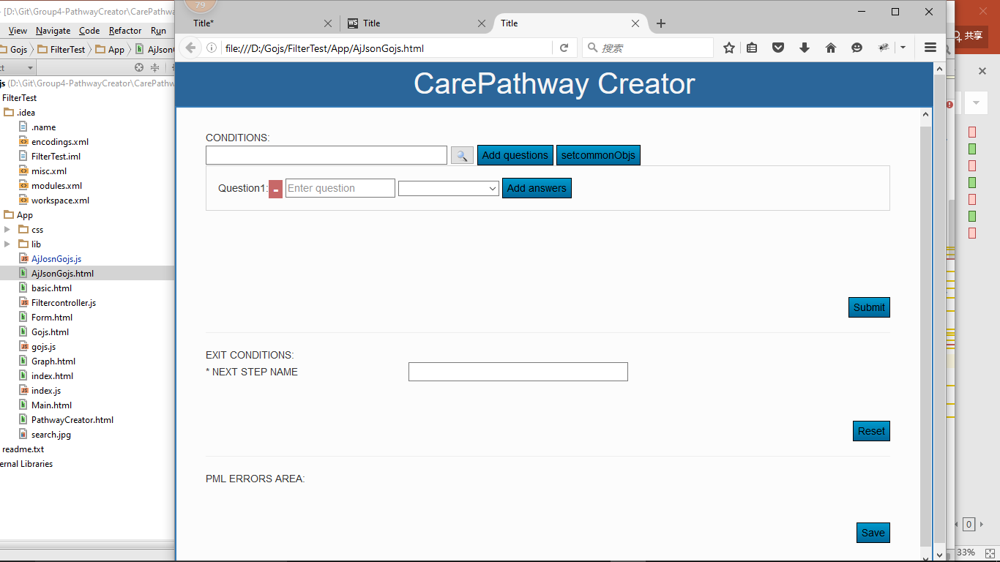 - [D:\Git\Group4-PathwayCreator\CarePathw
View Navigate Code Refactor Run
Gojs FilterTest App AjJson
js (D:\Git\Group4-PathwayCreator\CarePathw
FilterTest
.idea
.name
encodings.xml
FilterTest.iml
misc.xml
modules.xml
workspace.xml
App
css
lib
AjJosnGojs.js
AjJsonGojs.html
basic.html
Filtercontroller.js
Form.html
Gojs.html
gojs.js
Graph.html
index.html
index.js
Main.html
PathwayCreator.html
search.jpg
readme.txt
ernal Libraries
79
Title*
WS Title
Title
file:///D:/Gojs/FilterTest/App/AjJsonGojs.html
搜索
CarePathway Creator
CONDITIONS:
Add questions
setcommonObjs
Question1:
-
Enter question
Add answers
Submit
EXIT CONDITIONS:
* NEXT STEP NAME
Reset
PML ERRORS AREA:
Save
共享
0
33%